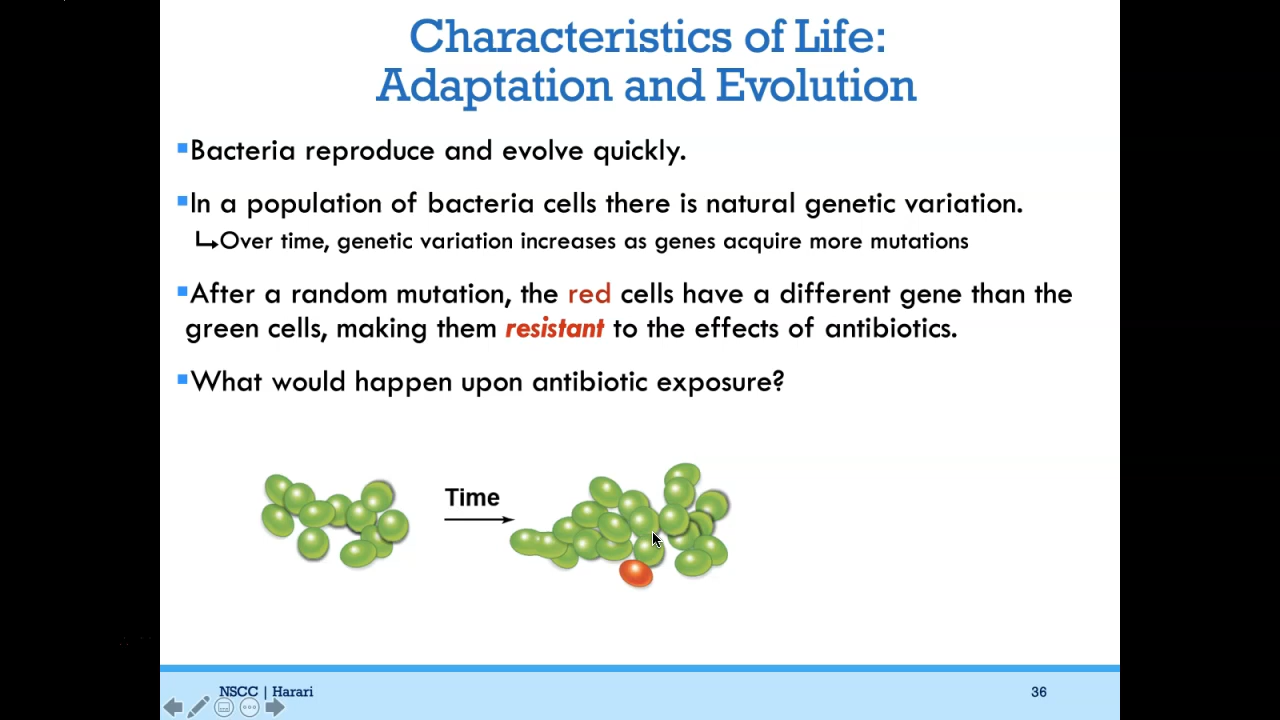 Characteristics of Life:
Adaptation and Evolution
Bacteria reproduce and evolve quickly.
In a population of bacteria cells there is natural genetic variation.
Over time, genetic variation increases as genes acquire more mutations
After a random mutation, the red cells have a different gene than the
green cells, making them resistant to the effects of antibiotics.
What would happen upon antibiotic exposure?
Time
NSCC | Harari
36